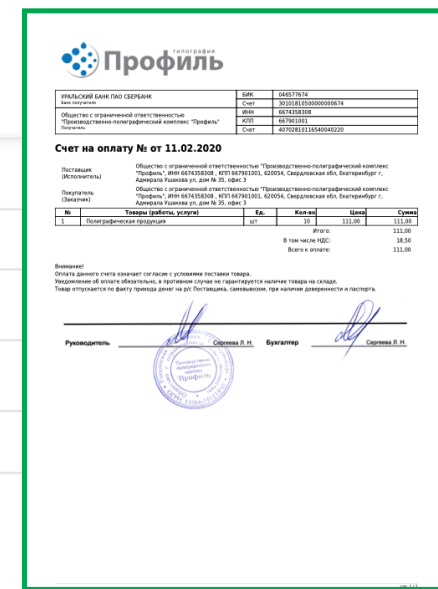 типография
Профиль
УРАЛЬСКИЙ БАНК ПАО СБЕРБАНК БИК 046577674
Банк получателя Счет 30101810500000000674
Общество с ограниченной ответственностью ИНН 6674358308
"Производственно-полиграфический комплекс "Профиль" КПП 667901001
Получатель Счет 40702810116540040220
Счет на оплату № от 11.02.2020
Поставщик (Исполнитель) Общество с ограниченной ответственностью "Производственно-полиграфический комплекс
"Профиль", ИНН 6674358308 , КПП 667901001, 620054, Свердловская обл, Екатеринбург г,
Адмирала Ушакова ул, дом № 35, офис 3
Покупатель (Заказчик) Общество с ограниченной ответственностью "Производственно-полиграфический комплекс
"Профиль", ИНН 6674358308 , КПП 667901001, 620054, Свердловская обл, Екатеринбург г,
Адмирала Ушакова ул, дом № 35, офис 3
№ Товары (работы, услуги) Ед. Кол-во Цена Сумма
1 Полиграфическая продукция шт 10 111,00 111,00
Итого: 111,00
В том числе НДС: 18,50
Всего к оплате: 111,00
Внимание!
Оплата данного счета означает согласие с условиями поставки товара.
Уведомление об оплате обязательно, в противном случае не гарантируется наличие товара на складе.
Товар отпускается по факту прихода денег на р/с Поставщика, самовывозом, при наличии доверенности и паспорта.
Руководитель Сергеева Л. Н. Бухгалтер Сергеева Л. Н.
Производственно-
полиграфический
комплекс
"Профиль"